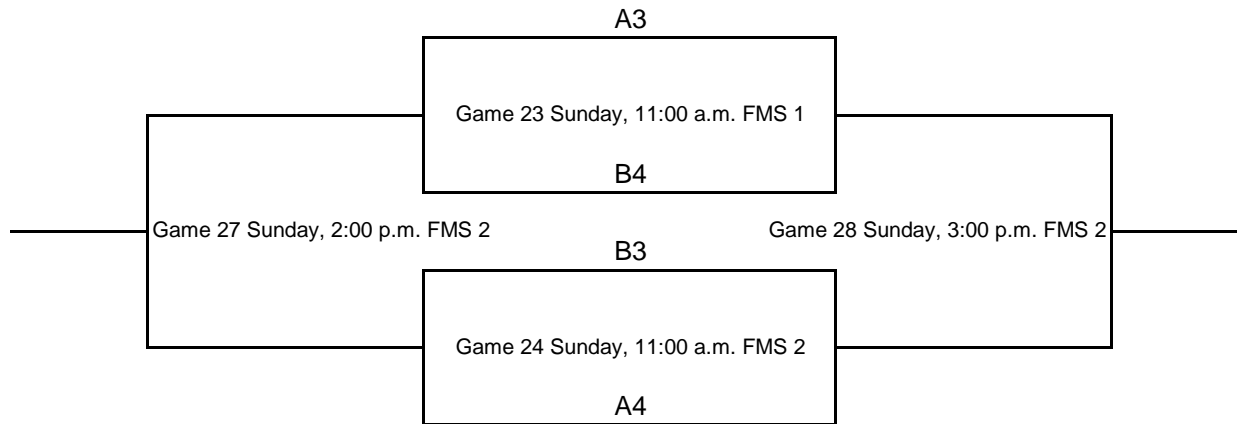 A3
Game 23 Sunday, 11:00 a.m. FMS 1
B4
Game 27 Sunday, 2:00 p.m. FMS 2
Game 28 Sunday, 3:00 p.m. FMS 2
B3
Game 24 Sunday, 11:00 a.m. FMS 2
A4